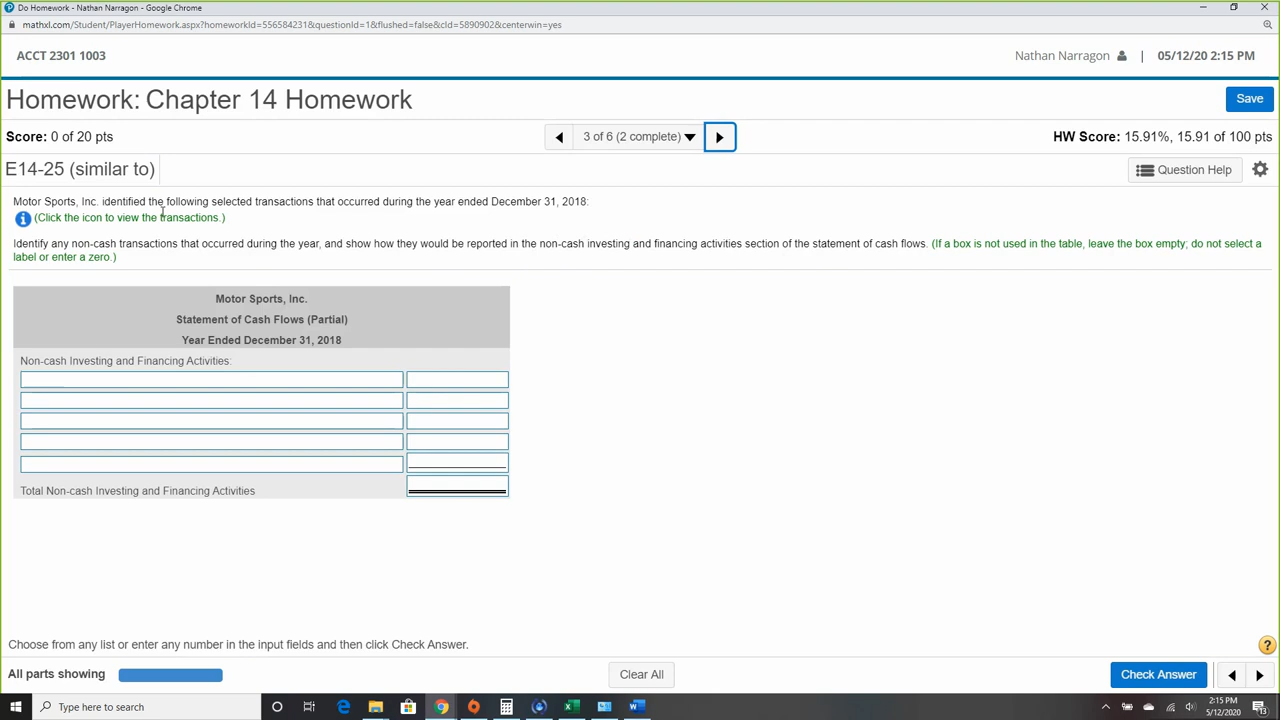 Do Homework - Nathan Narragon - Google Chrome
mathxl.com/Student/PlayerHomework.aspx?homeworkId=556584231&questionId=1&flushed=false&cId=5890902&centerwin=yes
ACCT 2301 1003
Nathan Narragon | 05/12/20 2:15 PM
Homework: Chapter 14 Homework
Save
Score: 0 of 20 pts
3 of 6 (2 complete)
HW Score: 15.91%, 15.91 of 100 pts
E14-25 (similar to)
Question Help
Motor Sports, Inc. identified the following selected transactions that occurred during the year ended December 31, 2018:
(Click the icon to view the transactions.)
Identify any non-cash transactions that occurred during the year, and show how they would be reported in the non-cash investing and financing activities section of the statement of cash flows. (If a box is not used in the table, leave the box empty; do not select a
label or enter a zero.)
Motor Sports, Inc.
Statement of Cash Flows (Partial)
Year Ended December 31, 2018
Non-cash Investing and Financing Activities:
Total Non-cash Investing and Financing Activities
Choose from any list or enter any number in the input fields and then click Check Answer.
?
All parts showing
Clear All
Check Answer
Type here to search
2:15 PM
5/12/2020
13